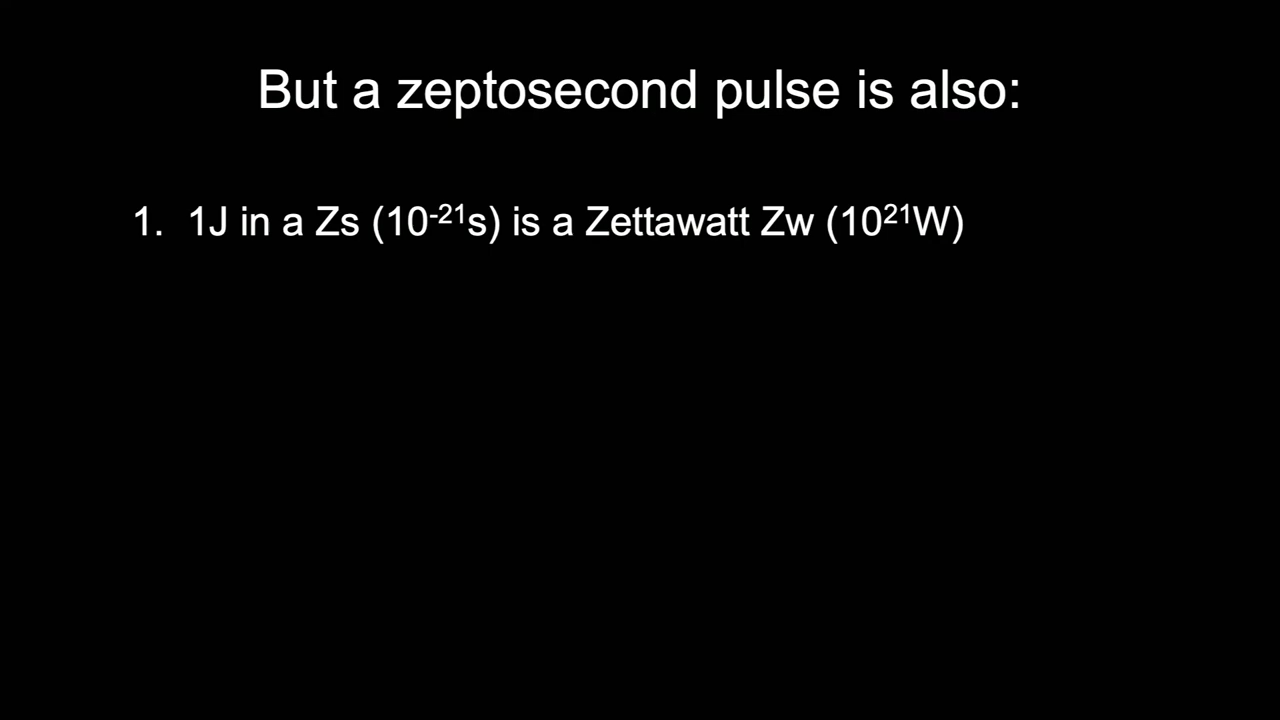 But a zeptosecond pulse is also:
1. 1J in a Zs (10⁻²¹s) is a Zettawatt Zw (10²¹W)